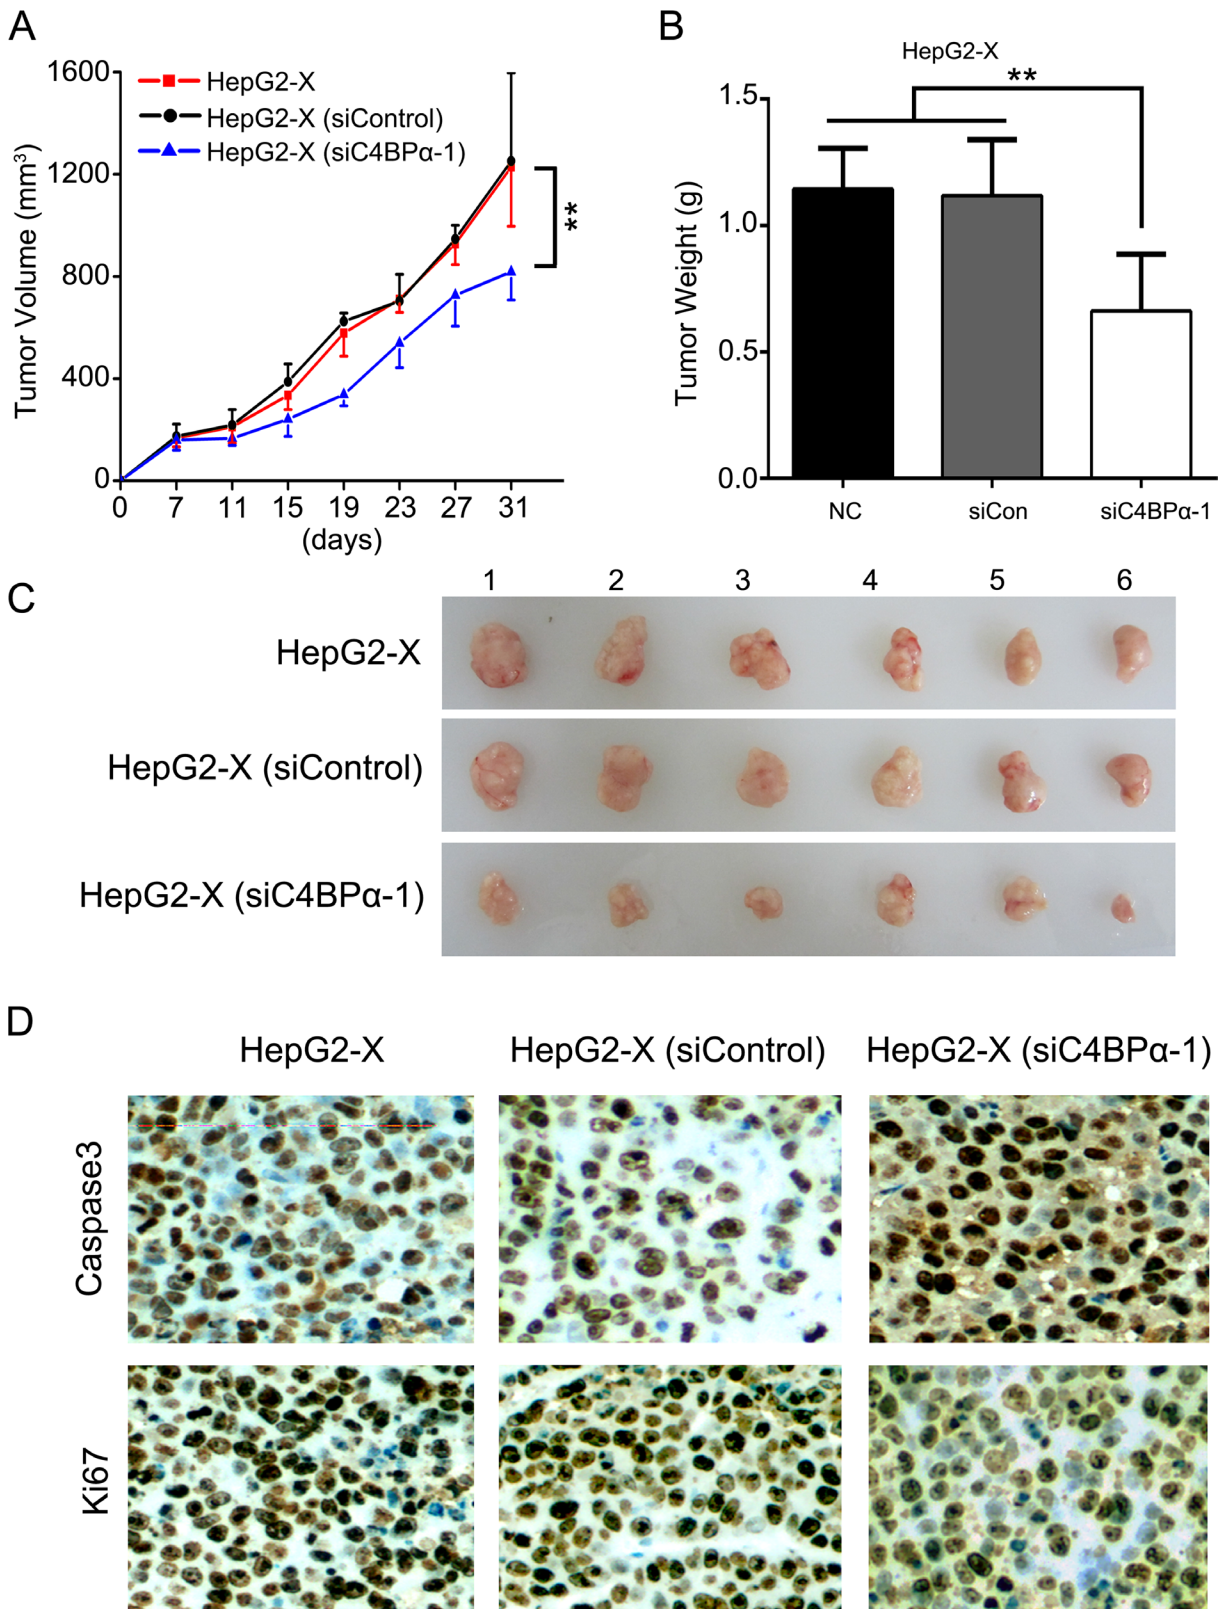 A
1600
1200
800
400
0
Tumor Volume (mm³)
HepG2-X
HepG2-X (siControl)
HepG2-X (siC4BPα-1)
**
0 7 11 15 19 23 27 31
(days)
B
HepG2-X
**
1.5
1.0
0.5
0.0
Tumor Weight (g)
NC siCon siC4BPα-1
C
1 2 3 4 5 6
HepG2-X
HepG2-X (siControl)
HepG2-X (siC4BPα-1)
D
HepG2-X HepG2-X (siControl) HepG2-X (siC4BPα-1)
Caspase3
Ki67